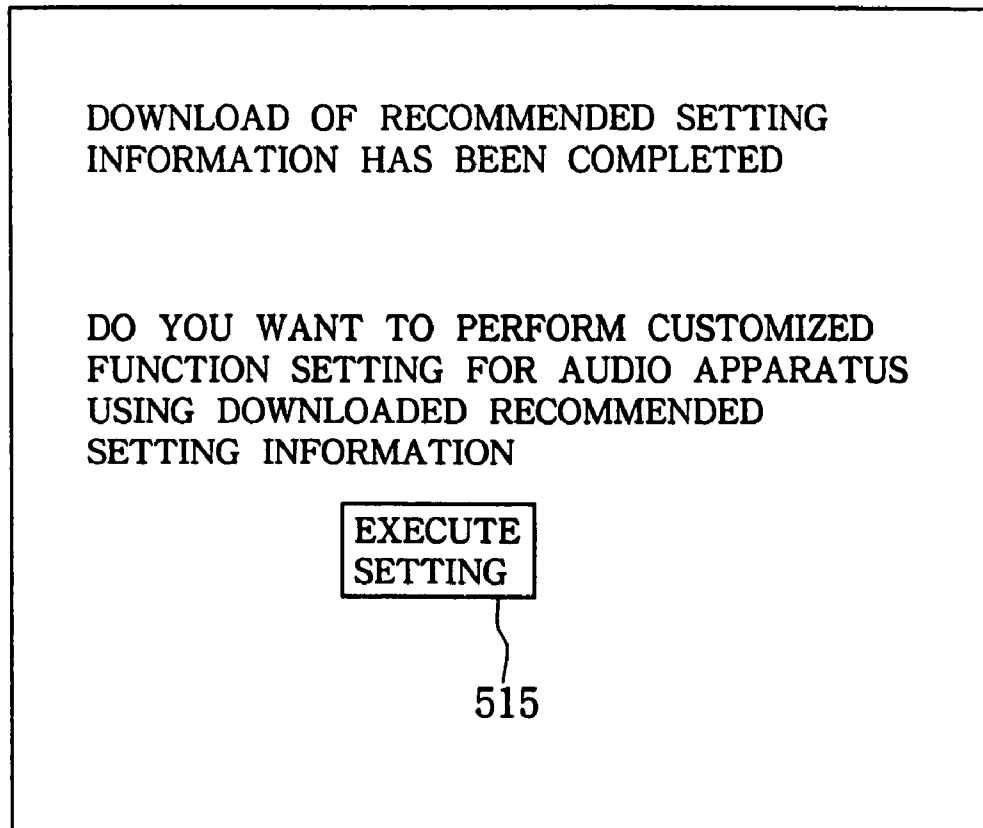 DOWNLOAD OF RECOMMENDED SETTING
INFORMATION HAS BEEN COMPLETED
DO YOU WANT TO PERFORM CUSTOMIZED
FUNCTION SETTING FOR AUDIO APPARATUS
USING DOWNLOADED RECOMMENDED
SETTING INFORMATION
EXECUTE
SETTING
515